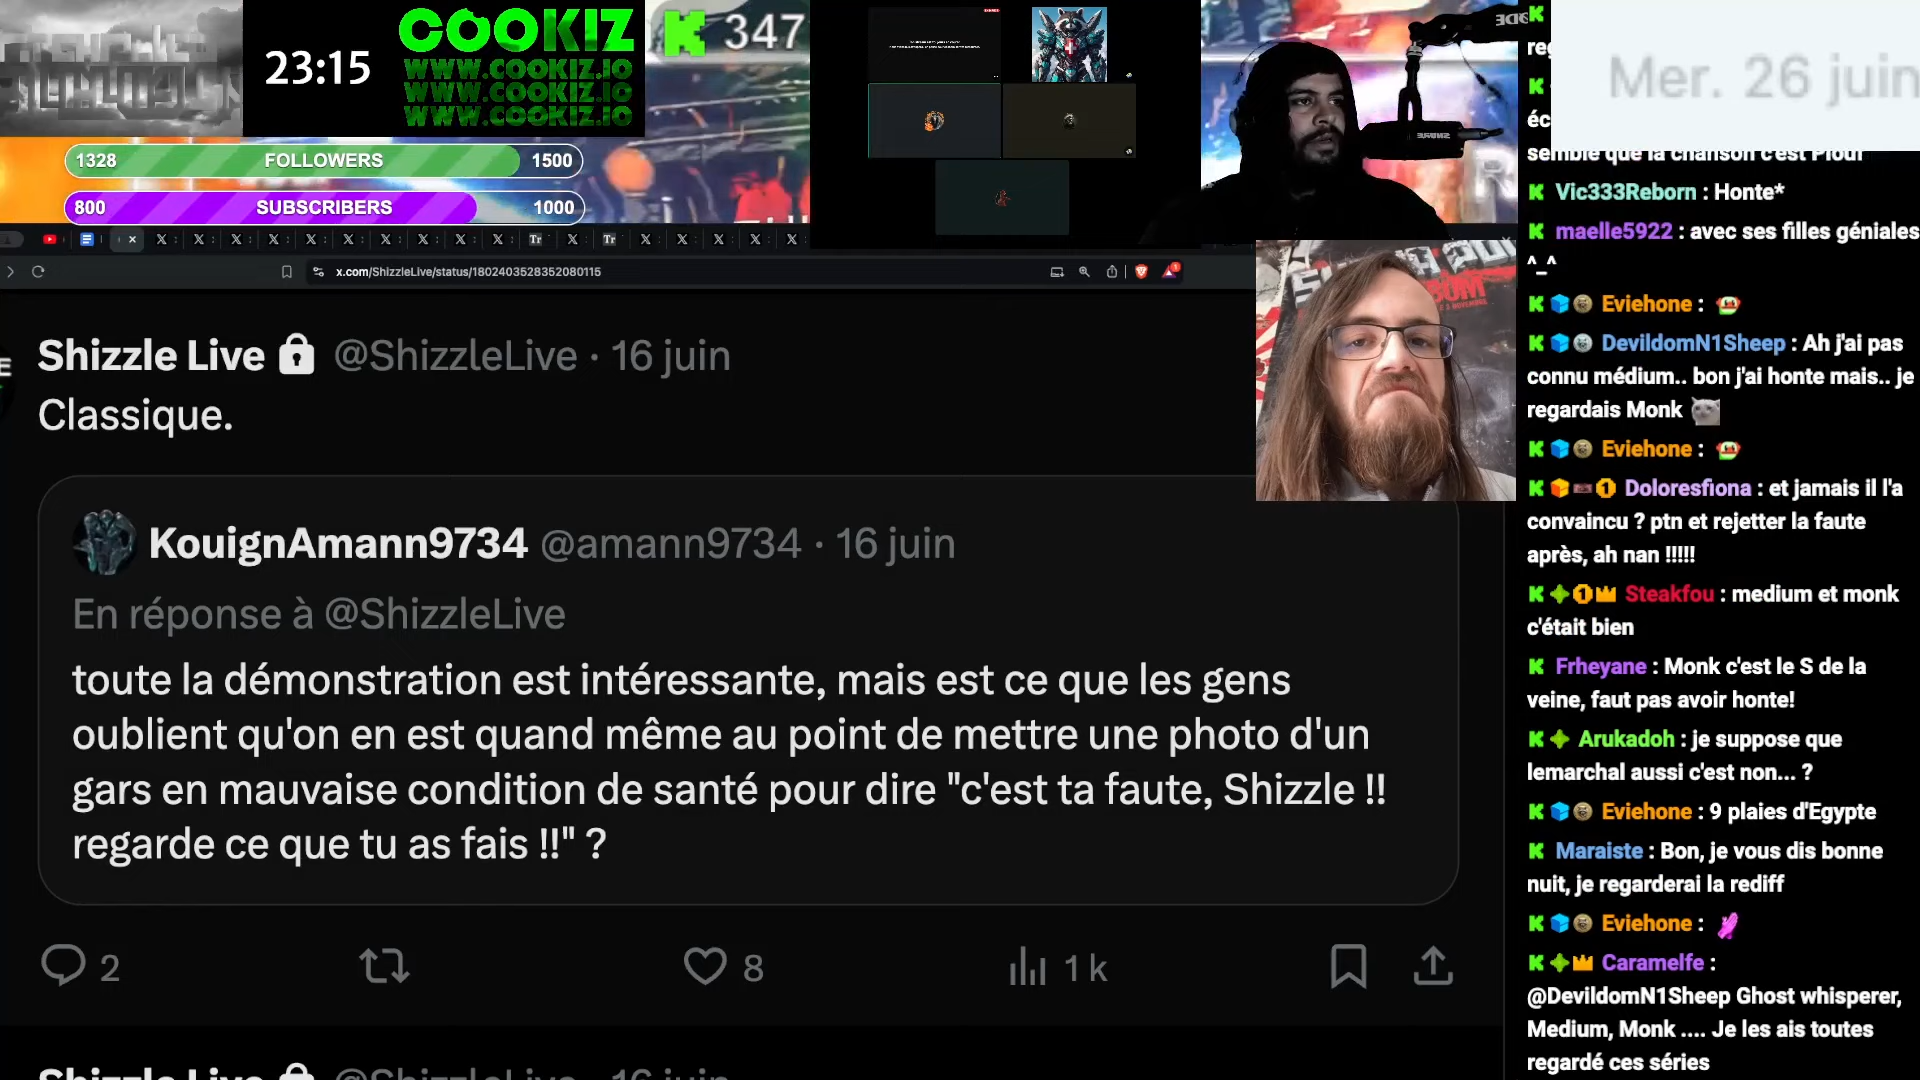 23:15
COOKIZ
WWW.COOKIZ.IO
WWW.COOKIZ.IO
WWW.COOKIZ.IO
347
1328 FOLLOWERS 1500
800 SUBSCRIBERS 1000
x.com/ShizzleLive/status/1802403528352080115
Shizzle Live @ShizzleLive · 16 juin
Classique.
KouignAmann9734 @amann9734 · 16 juin
En réponse à @ShizzleLive
toute la démonstration est intéressante, mais est ce que les gens
oublient qu'on en est quand même au point de mettre une photo d'un
gars en mauvaise condition de santé pour dire "c'est ta faute, Shizzle !!
regarde ce que tu as fais !!" ?
2
8
1 k
Shizzle Live @ShizzleLive · 16 juin
Mer. 26 juin
semble que la chanson c'est Plouf
Vic333Reborn : Honte*
maelle5922 : avec ses filles géniales
^_^
Eviehone :
DevildomN1Sheep : Ah j'ai pas
connu médium.. bon j'ai honte mais.. je
regardais Monk
Eviehone :
Doloresfiona : et jamais il l'a
convaincu ? ptn et rejetter la faute
après, ah nan !!!!!
Steakfou : medium et monk
c'était bien
Frheyane : Monk c'est le S de la
veine, faut pas avoir honte!
Arukadoh : je suppose que
lemarchal aussi c'est non... ?
Eviehone : 9 plaies d'Egypte
Maraiste : Bon, je vous dis bonne
nuit, je regarderai la rediff
Eviehone :
Caramelfe :
@DevildomN1Sheep Ghost whisperer,
Medium, Monk .... Je les ais toutes
regardé ces séries